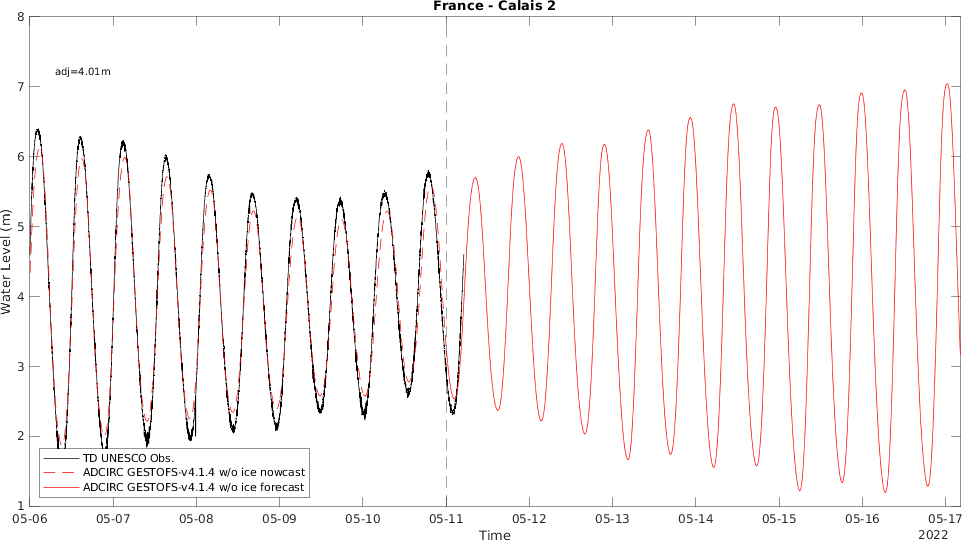 France - Calais 2
8
7
6
5
4
3
2
1
Water Level (m)
adj=4.01m
TD UNESCO Obs.
ADCIRC GESTOFS-v4.1.4 w/o ice nowcast
ADCIRC GESTOFS-v4.1.4 w/o ice forecast
05-06 05-07 05-08 05-09 05-10 05-11 05-12 05-13 05-14 05-15 05-16 05-17
Time
2022